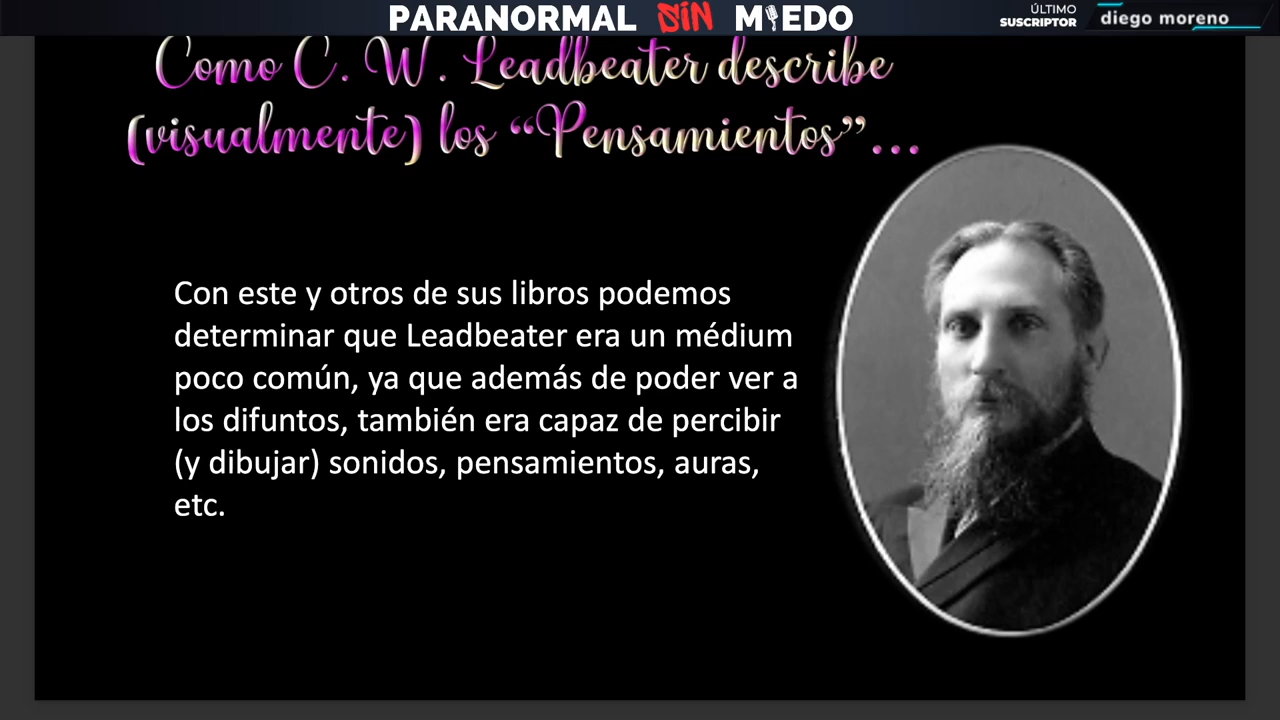 PARANORMAL SIN MIEDO
ÚLTIMO
SUSCRIPTOR
diego moreno
Como C. W. Leadbeater describe
(visualmente) los “Pensamientos”...
Con este y otros de sus libros podemos
determinar que Leadbeater era un médium
poco común, ya que además de poder ver a
los difuntos, también era capaz de percibir
(y dibujar) sonidos, pensamientos, auras,
etc.